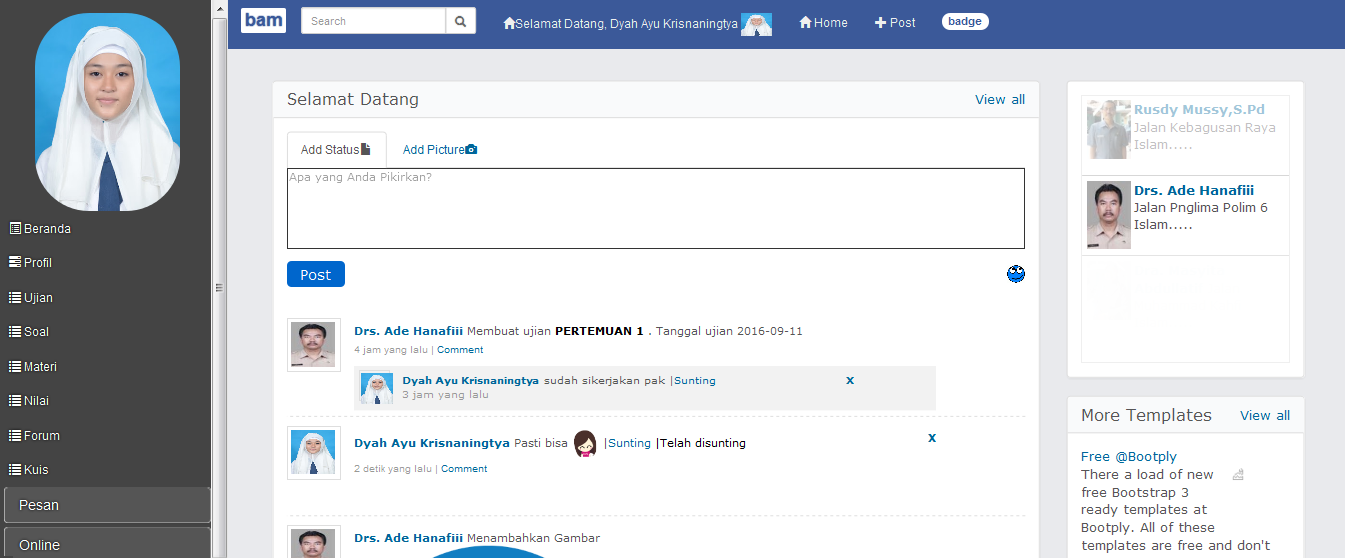 bam
Search
Selamat Datang, Dyah Ayu Krisnaningtya
Home
Post
badge
Beranda
Profil
Ujian
Soal
Materi
Nilai
Forum
Kuis
Pesan
Online
Selamat Datang
View all
Add Status
Add Picture
Apa yang Anda Pikirkan?
Post
Drs. Ade Hanafiii Membuat ujian PERTEMUAN 1 . Tanggal ujian 2016-09-11
4 jam yang lalu | Comment
Dyah Ayu Krisnaningtya sudah sikerjakan pak |Sunting
X
3 jam yang lalu
Dyah Ayu Krisnaningtya Pasti bisa |Sunting |Telah disunting
X
2 detik yang lalu | Comment
Drs. Ade Hanafiii Menambahkan Gambar
Rusdy Mussy,S.Pd
Jalan Kebagusan Raya
Islam.....
Drs. Ade Hanafiii
Jalan Pnglima Polim 6
Islam.....
More Templates
View all
Free @Bootply
There a load of new
free Bootstrap 3
ready templates at
Bootply. All of these
templates are free and don't